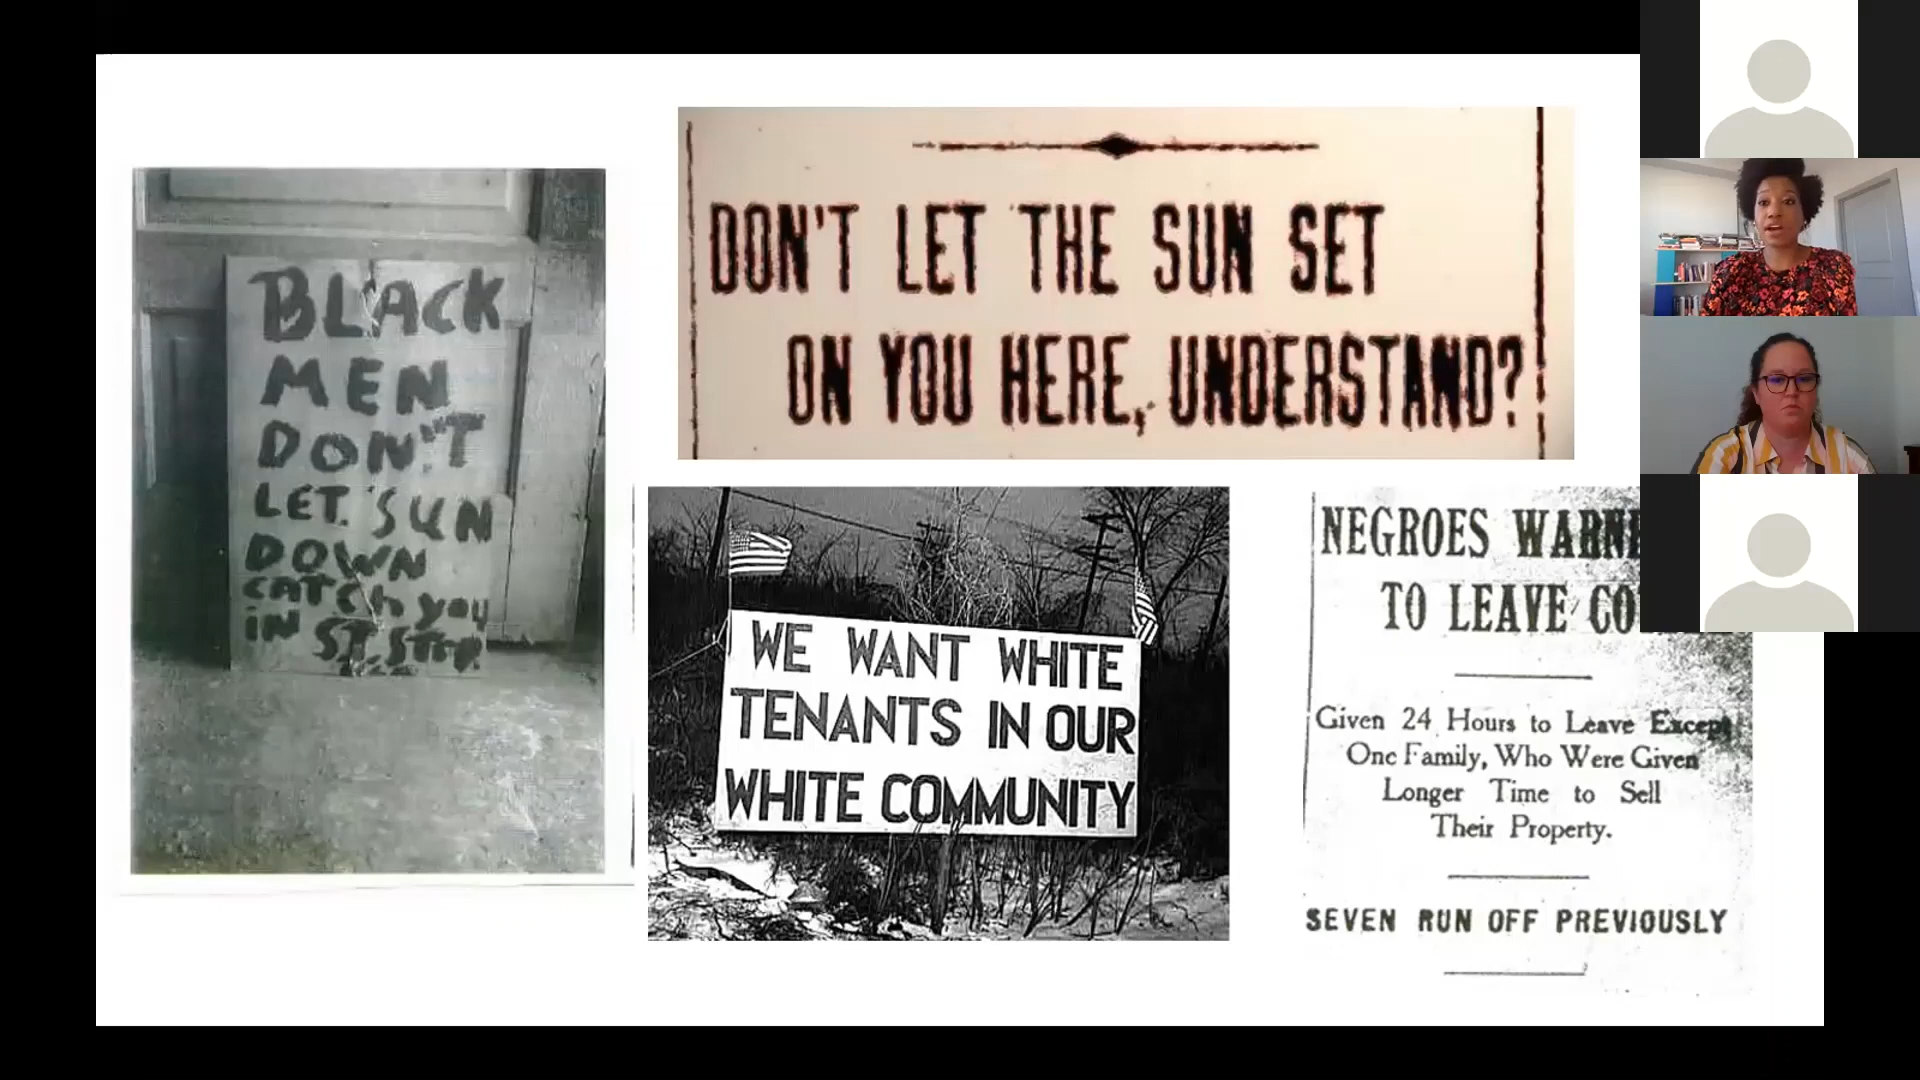 BLACK
MEN
DON'T
LET. SUN
DOWN
CATCh you
iN
DON'T LET THE SUN SET
ON YOU HERE, UNDERSTAND?
WE WANT WHITE
TENANTS IN OUR
WHITE COMMUNITY
NEGROES
TO LEAVE
Given 24 Hours to Leave Except
One Family, Who Were Given
Longer Time to Sell
Their Property.
SEVEN RUN OFF PREVIOUSLY